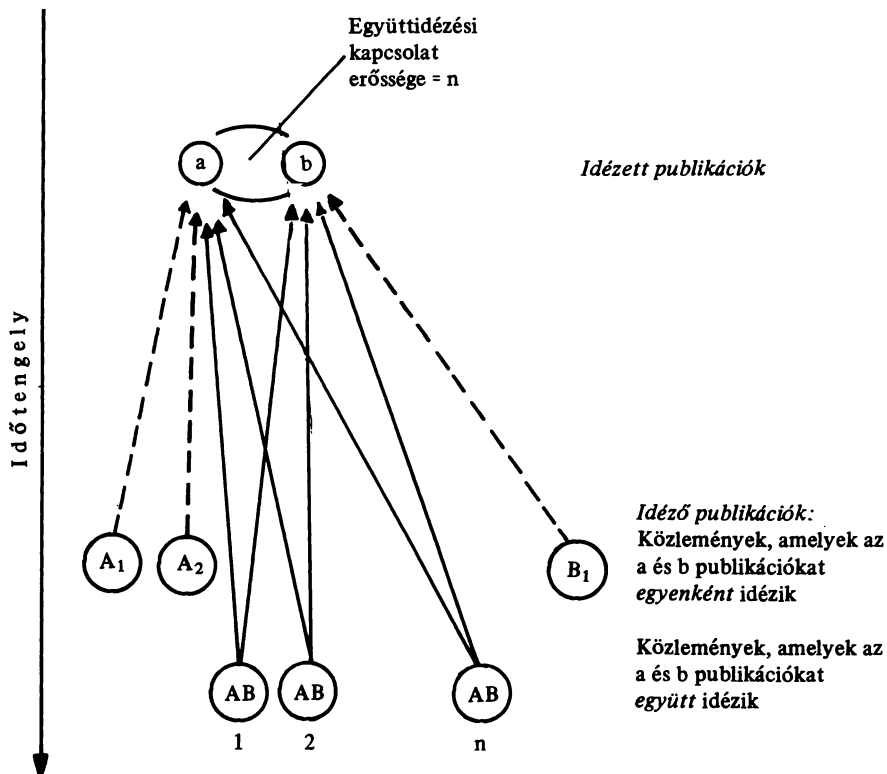 Együttidézési
kapcsolat
erőssége = n
a
b
Idézett publikációk
Időtengely
A1
A2
B1
Idéző publikációk:
Közlemények, amelyek az
a és b publikációkat
egyenként idézik
AB
AB
AB
1
2
n
Közlemények, amelyek az
a és b publikációkat
együtt idézik